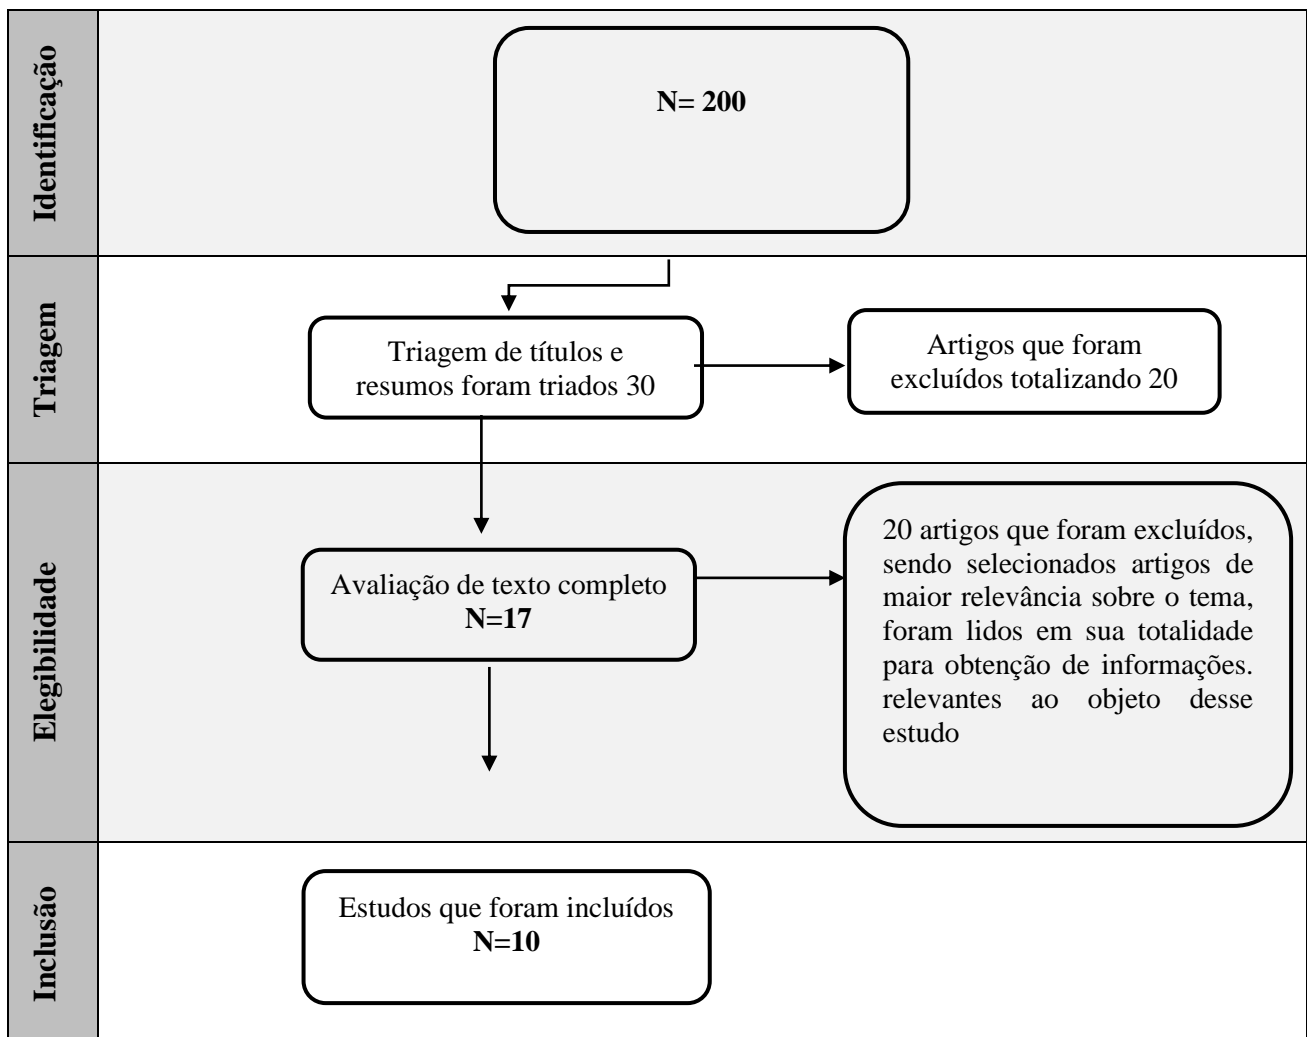 Identificação
N= 200
Triagem
Triagem de títulos e
resumos foram triados 30
Artigos que foram
excluídos totalizando 20
Elegibilidade
Avaliação de texto completo
N=17
20 artigos que foram excluídos,
sendo selecionados artigos de
maior relevância sobre o tema,
foram lidos em sua totalidade
para obtenção de informações.
relevantes ao objeto desse
estudo
Inclusão
Estudos que foram incluídos
N=10